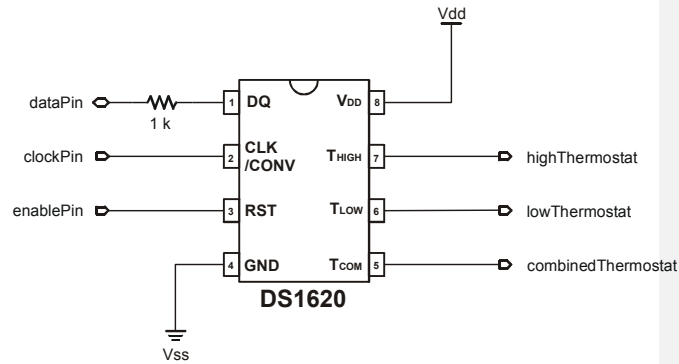 Vdd
dataPin
1 k
1 DQ
VDD 8
clockPin
2 CLK
/CONV
THIGH 7
highThermostat
enablePin
3 RST
TLOW 6
lowThermostat
4 GND
TCOM 5
combinedThermostat
DS1620
Vss